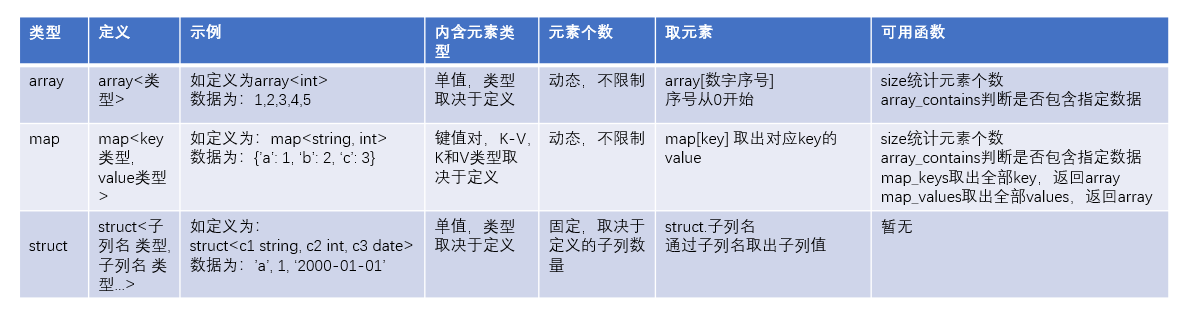 类型
定义
示例
内含元素类
型
元素个数
取元素
可用函数
array
array<类
型>
如定义为array<int>
数据为：1,2,3,4,5
单值，类型
取决于定义
动态，不限制
array[数字序号]
序号从0开始
size统计元素个数
array_contains判断是否包含指定数据
map
map<key
类型,
value类型
>
如定义为：map<string, int>
数据为：{’a’: 1, ‘b’: 2, ‘c’: 3}
键值对，K-V，
K和V类型取
决于定义
动态，不限制
map[key] 取出对应key的
value
size统计元素个数
array_contains判断是否包含指定数据
map_keys取出全部key，返回array
map_values取出全部values，返回array
struct
struct<子
列名 类型,
子列名 类
型...>
如定义为：
struct<c1 string, c2 int, c3 date>
数据为：’a’, 1, ‘2000-01-01’
单值，类型
取决于定义
固定，取决于
定义的子列数
量
struct.子列名
通过子列名取出子列值
暂无